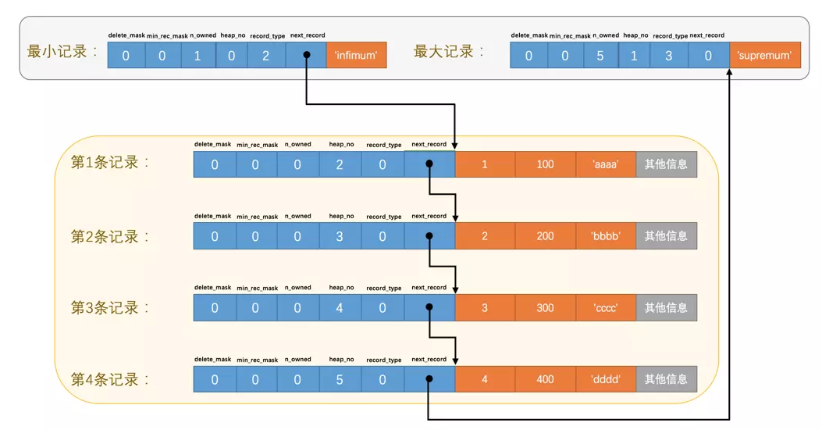 delete_mask min_rec_mask n_owned heap_no record_type next_record
最小记录： 0 0 1 0 2 'infimum'
delete_mask min_rec_mask n_owned heap_no record_type next_record
最大记录： 0 0 5 1 3 0 'supremum'
delete_mask min_rec_mask n_owned heap_no record_type next_record
第1条记录： 0 0 0 2 0 1 100 'aaaa' 其他信息
delete_mask min_rec_mask n_owned heap_no record_type next_record
第2条记录： 0 0 0 3 0 2 200 'bbbb' 其他信息
delete_mask min_rec_mask n_owned heap_no record_type next_record
第3条记录： 0 0 0 4 0 3 300 'cccc' 其他信息
delete_mask min_rec_mask n_owned heap_no record_type next_record
第4条记录： 0 0 0 5 0 4 400 'dddd' 其他信息